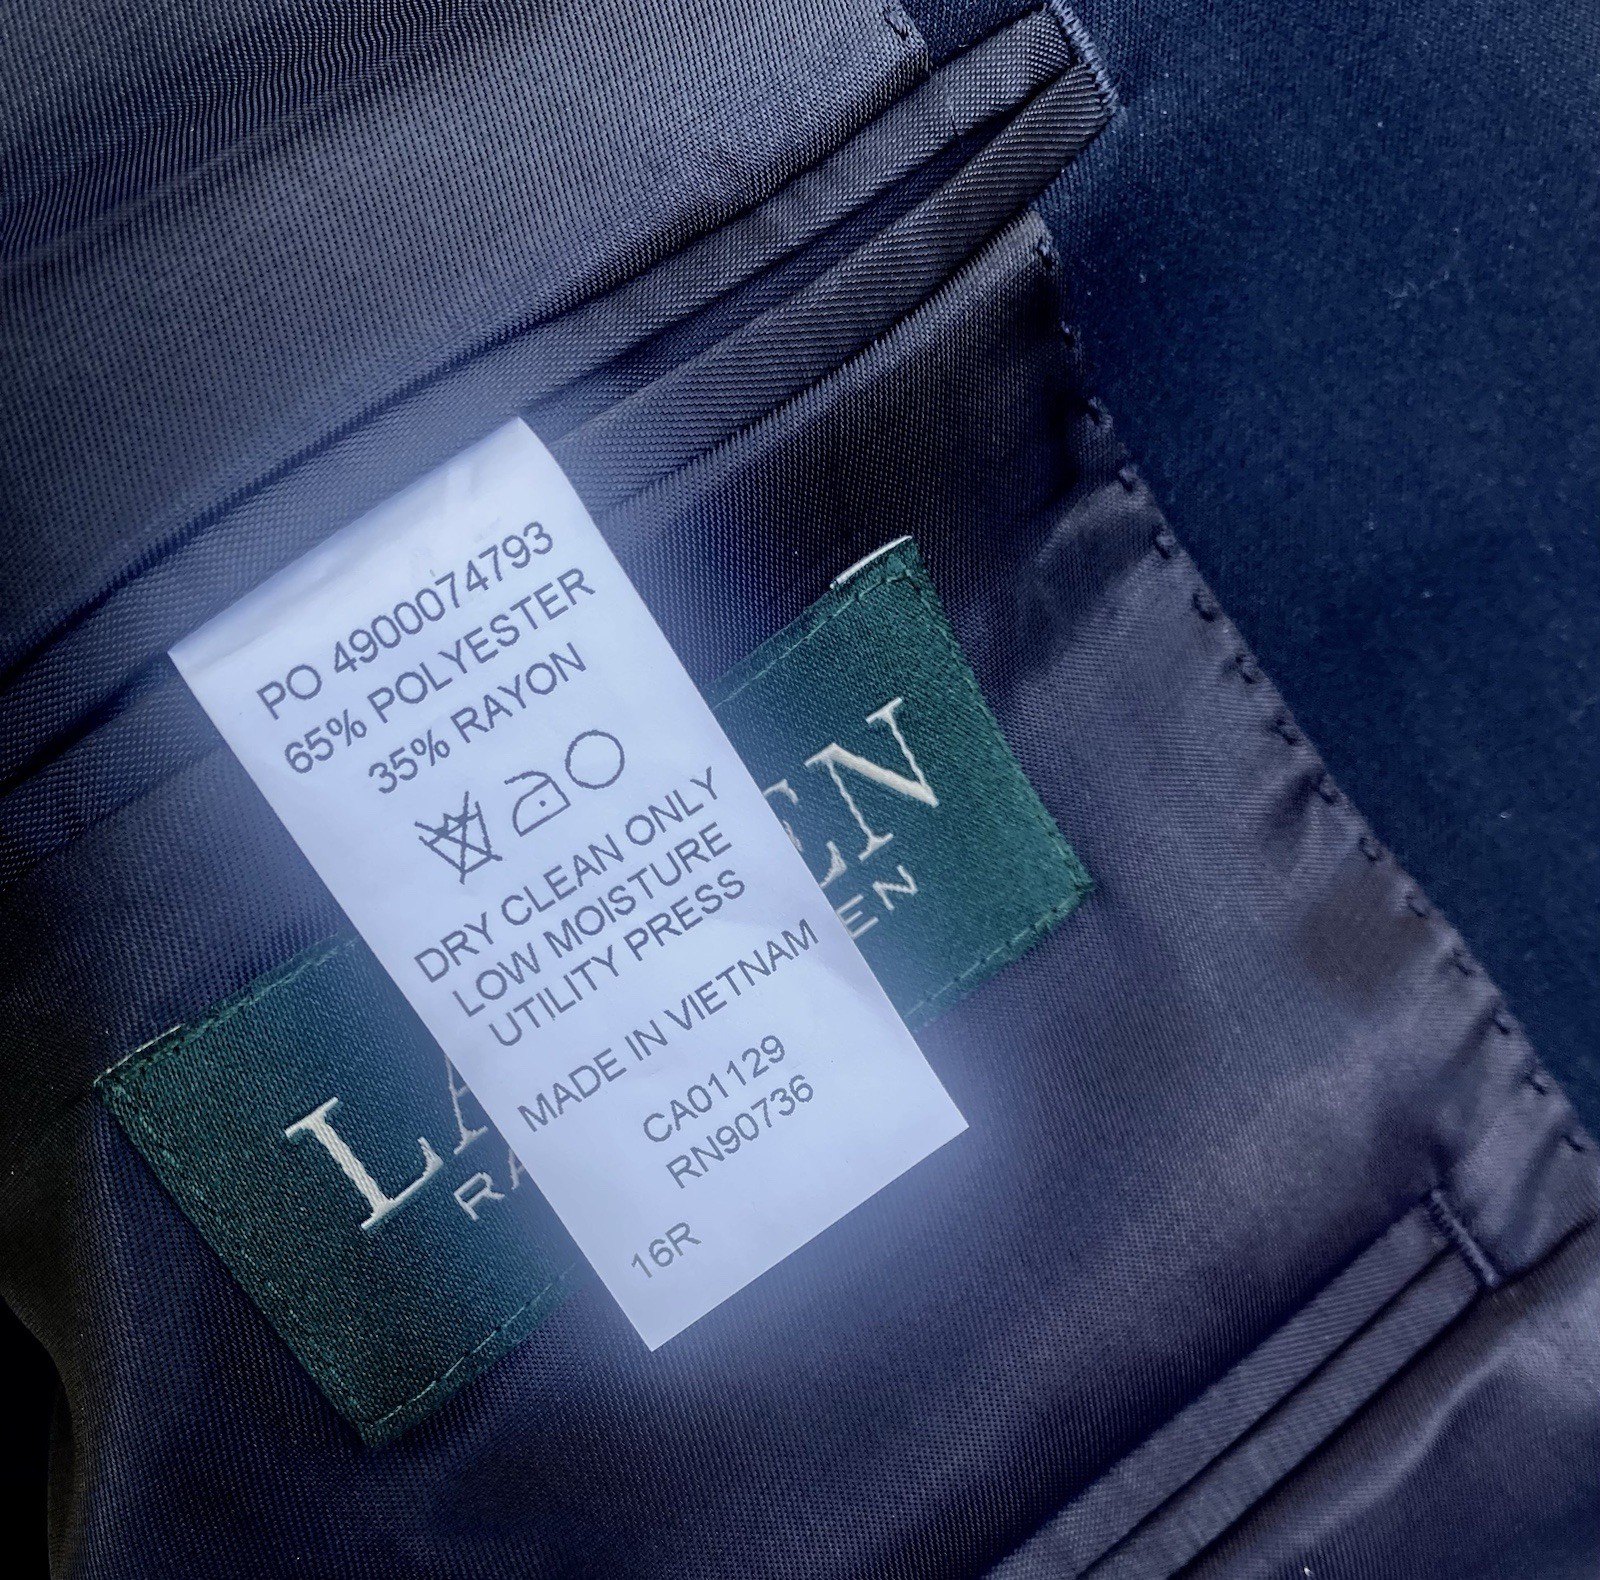 PO 4900074793
65% POLYESTER
35% RAYON
DRY CLEAN ONLY
LOW MOISTURE
UTILITY PRESS
MADE IN VIETNAM
CA01129
RN90736
16R